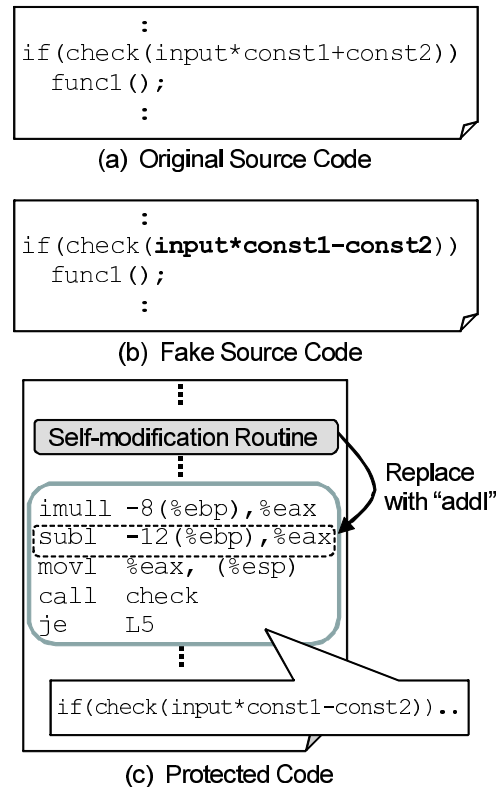 :
if(check(input*const1+const2))
func1();
:
(a) Original Source Code
:
if(check(input*const1-const2))
func1();
:
(b) Fake Source Code
Self-modification Routine
Replace
with “addl”
imull -8(%ebp),%eax
subl -12(%ebp),%eax
movl %eax, (%esp)
call check
je L5
if(check(input*const1-const2))..
(c) Protected Code